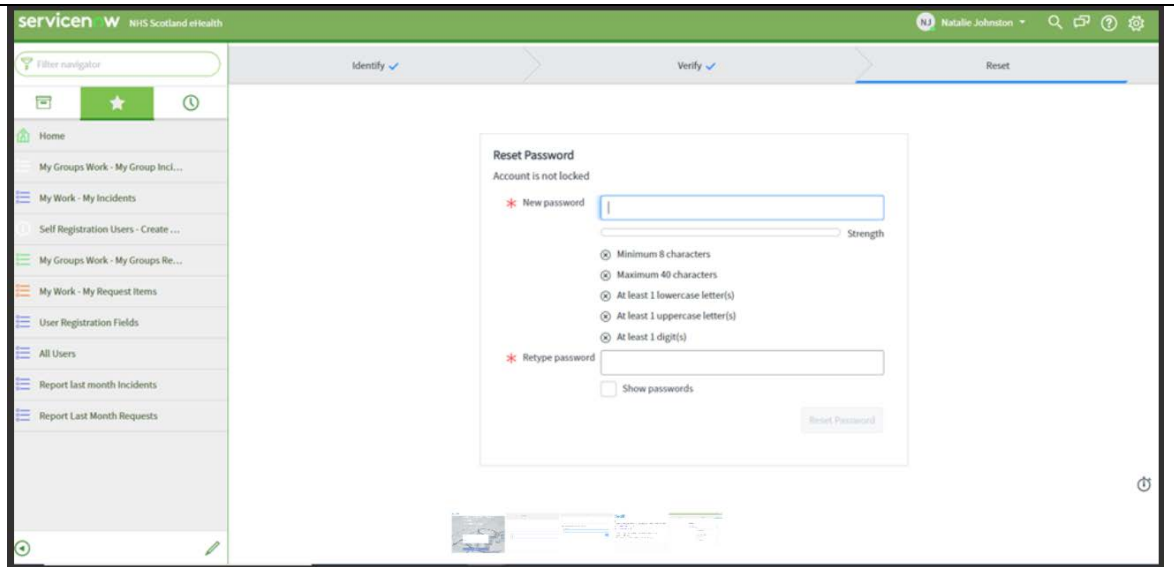 servicenow NHS Scotland eHealth
NJ Natalie Johnston
Filter navigator
Identify
Verify
Reset
Home
My Groups Work - My Group Inci...
My Work - My Incidents
Self Registration Users - Create ...
My Groups Work - My Groups Re...
My Work - My Request Items
User Registration Fields
All Users
Report last month Incidents
Report Last Month Requests
Reset Password
Account is not locked
New password
Strength
Minimum 8 characters
Maximum 40 characters
At least 1 lowercase letter(s)
At least 1 uppercase letter(s)
At least 1 digit(s)
Retype password
Show passwords
Reset Password